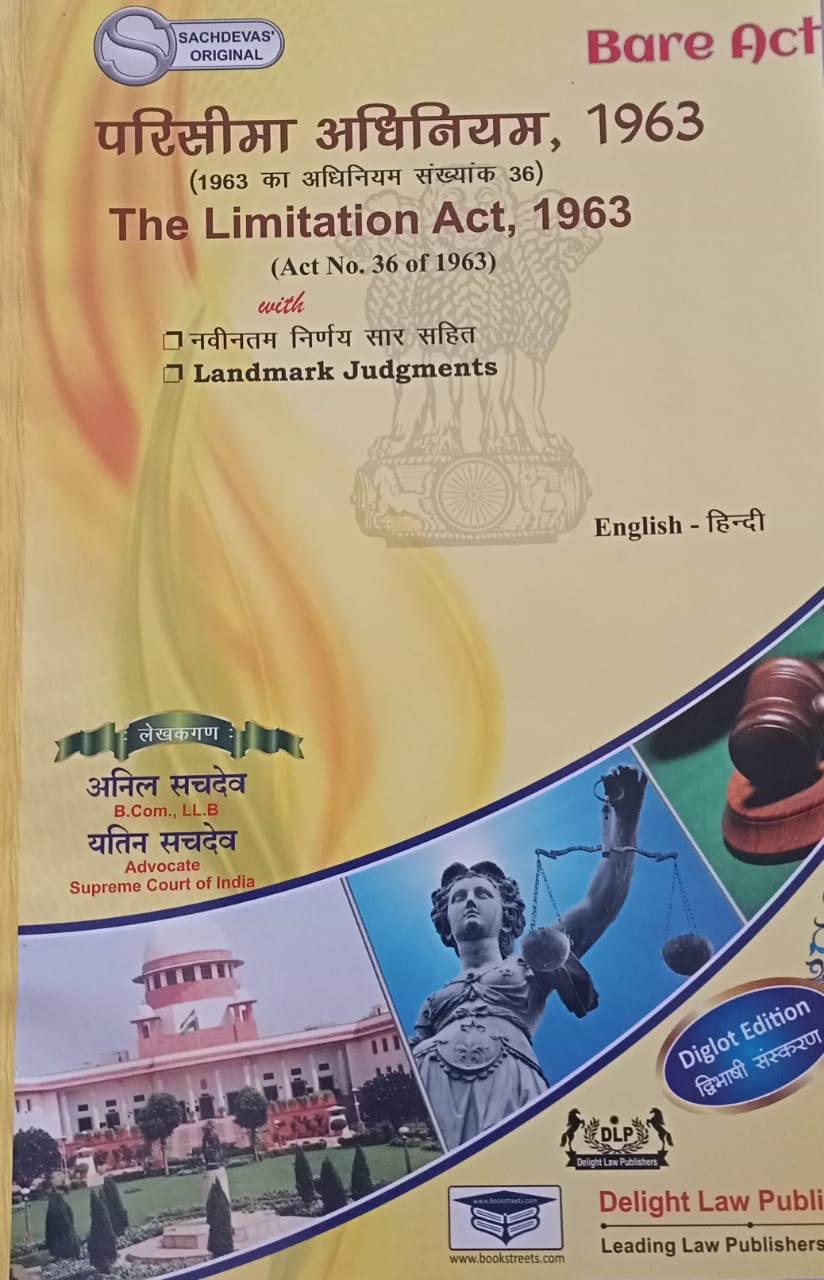 SACHDEVAS'
ORIGINAL
Bare Act
परिसीमा अधिनियम, 1963
(1963 का अधिनियम संख्यांक 36)
The Limitation Act, 1963
(Act No. 36 of 1963)
with
नवीनतम निर्णय सार सहित
Landmark Judgments
English - हिन्दी
: लेखकगण :
अनिल सचदेव
B.Com., LL.B
यतिन सचदेव
Advocate
Supreme Court of India
Diglot Edition
द्विभाषी संस्करण
DLP
Delight Law Publishers
www.bookstreets.com
www.bookstreets.com
Delight Law Publi
Leading Law Publishers